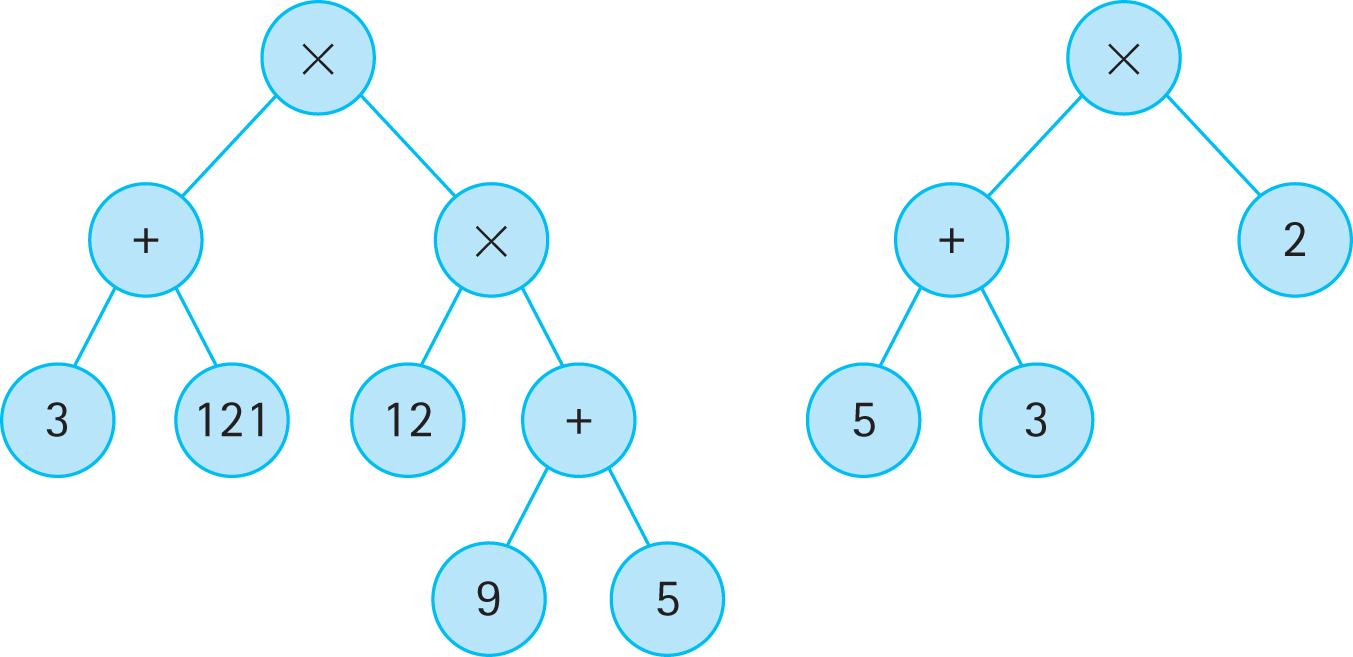 × ×
+ × + 2
3 121 12 + 5 3
9 5